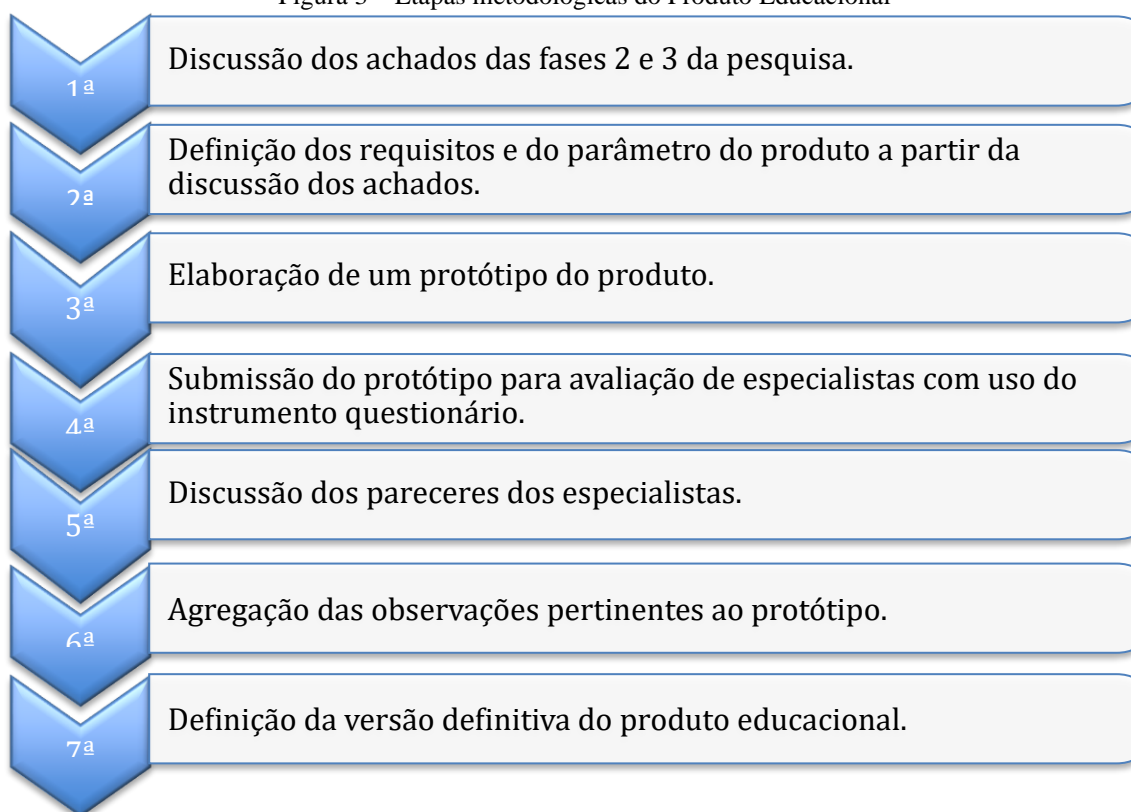 Figura 3 – Etapas metodológicas do Produto Educacional
1ª
Discussão dos achados das fases 2 e 3 da pesquisa.
2ª
Definição dos requisitos e do parâmetro do produto a partir da
discussão dos achados.
3ª
Elaboração de um protótipo do produto.
4ª
Submissão do protótipo para avaliação de especialistas com uso do
instrumento questionário.
5ª
Discussão dos pareceres dos especialistas.
6ª
Agregação das observações pertinentes ao protótipo.
7ª
Definição da versão definitiva do produto educacional.